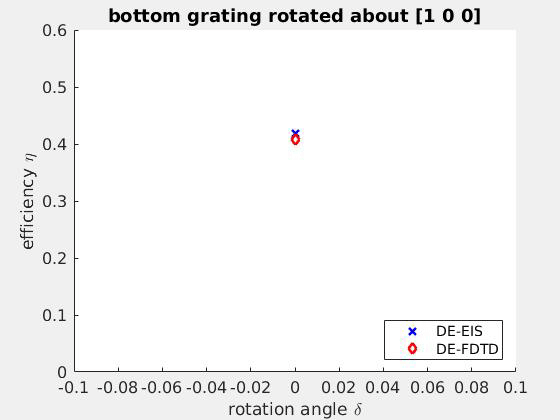 bottom grating rotated about [1 0 0]
efficiency η
0.6
0.5
0.4
0.3
0.2
0.1
0
DE-EIS
DE-FDTD
-0.1 -0.08 -0.06 -0.04 -0.02 0 0.02 0.04 0.06 0.08 0.1
rotation angle δ